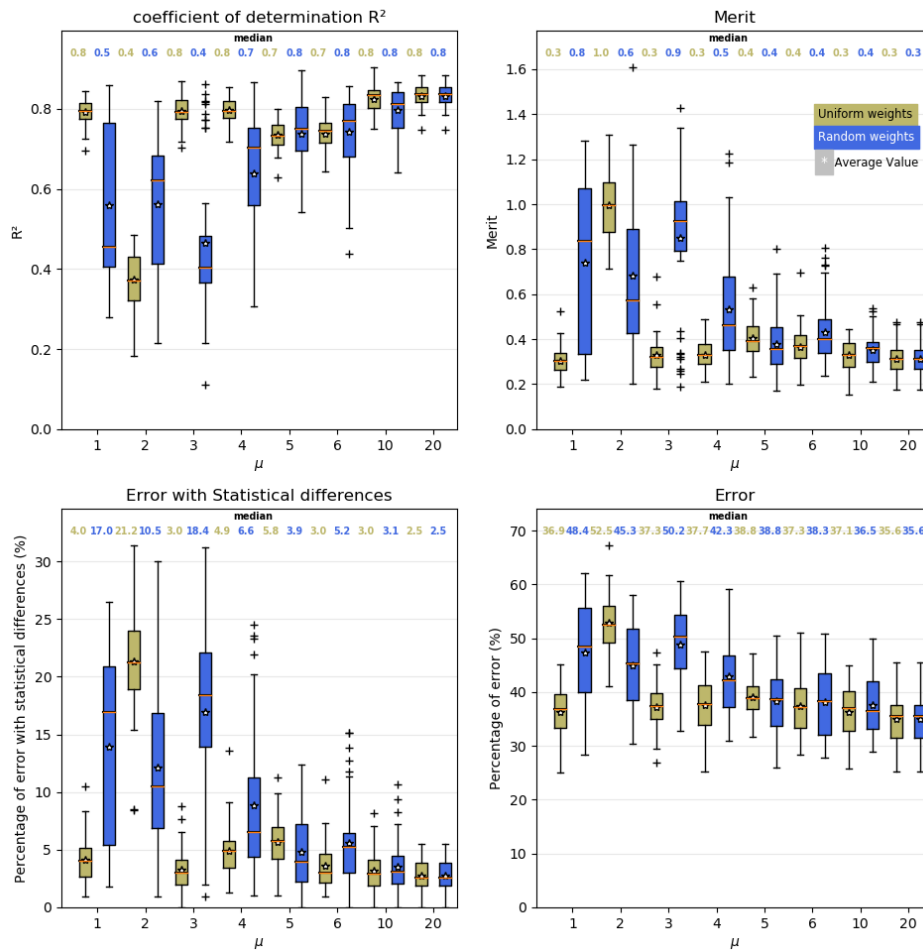 coefficient of determination R²
median
0.8 0.5 0.4 0.6 0.8 0.4 0.8 0.7 0.7 0.8 0.7 0.8 0.8 0.8 0.8 0.8
R²
0.8
0.6
0.4
0.2
0.0
1 2 3 4 5 6 10 20
μ
Merit
median
0.3 0.8 1.0 0.6 0.3 0.9 0.3 0.5 0.4 0.4 0.4 0.4 0.3 0.4 0.3 0.3
Uniform weights
Random weights
Average Value
Merit
1.6
1.4
1.2
1.0
0.8
0.6
0.4
0.2
0.0
1 2 3 4 5 6 10 20
μ
Error with Statistical differences
median
4.0 17.0 21.2 10.5 3.0 18.4 4.9 6.6 5.8 3.9 3.0 5.2 3.0 3.1 2.5 2.5
Percentage of error with statistical differences (%)
30
25
20
15
10
5
0
1 2 3 4 5 6 10 20
μ
Error
median
36.9 48.4 52.5 45.3 37.3 50.2 37.7 42.3 38.8 38.8 37.3 38.3 37.1 36.5 35.6 35.6
Percentage of error (%)
70
60
50
40
30
20
10
0
1 2 3 4 5 6 10 20
μ